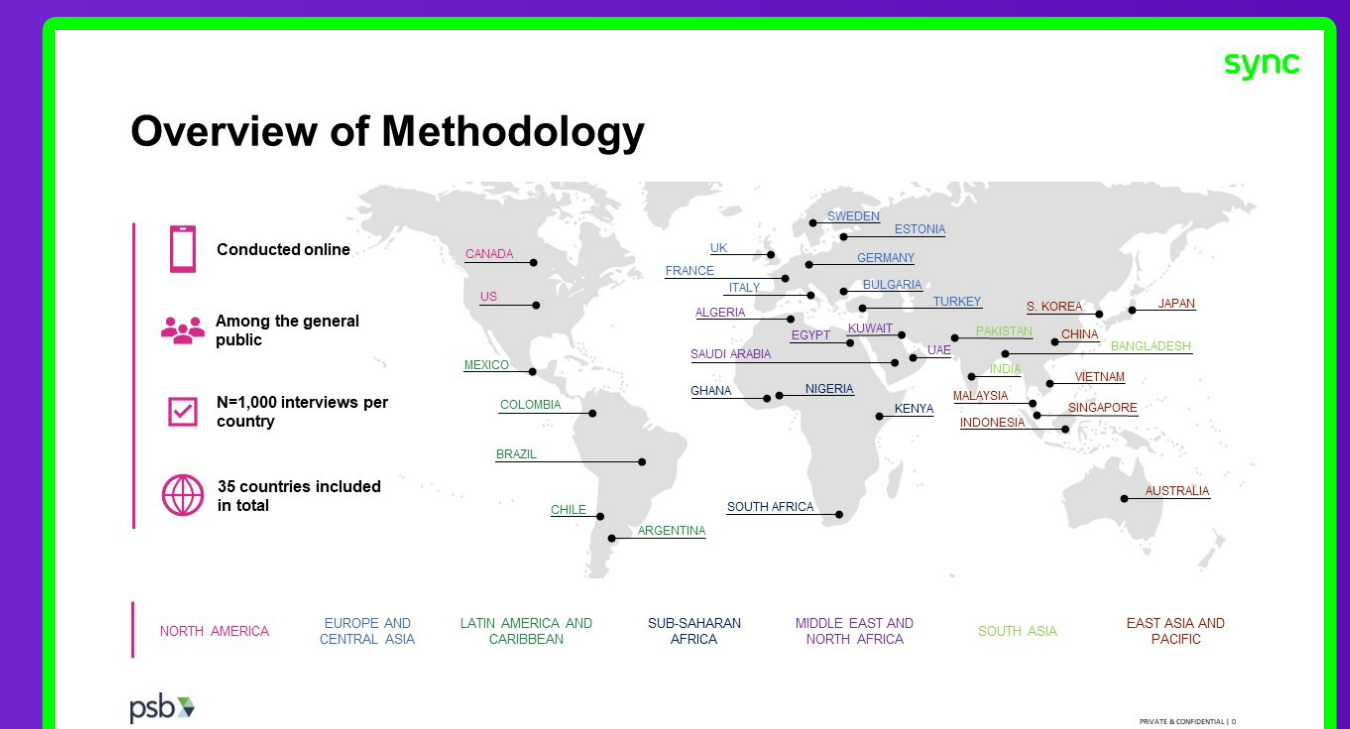 sync
Overview of Methodology
Conducted online
Among the general
public
N=1,000 interviews per
country
35 countries included
in total
SWEDEN
ESTONIA
UK
CANADA
GERMANY
FRANCE
ITALY
BULGARIA
US
TURKEY
S. KOREA
JAPAN
ALGERIA
EGYPT
KUWAIT
PAKISTAN
CHINA
BANGLADESH
SAUDI ARABIA
UAE
MEXICO
INDIA
VIETNAM
GHANA
NIGERIA
MALAYSIA
COLOMBIA
KENYA
SINGAPORE
INDONESIA
BRAZIL
AUSTRALIA
CHILE
SOUTH AFRICA
ARGENTINA
NORTH AMERICA
EUROPE AND
CENTRAL ASIA
LATIN AMERICA AND
CARIBBEAN
SUB-SAHARAN
AFRICA
MIDDLE EAST AND
NORTH AFRICA
SOUTH ASIA
EAST ASIA AND
PACIFIC
psb
PRIVATE & CONFIDENTIAL | 0